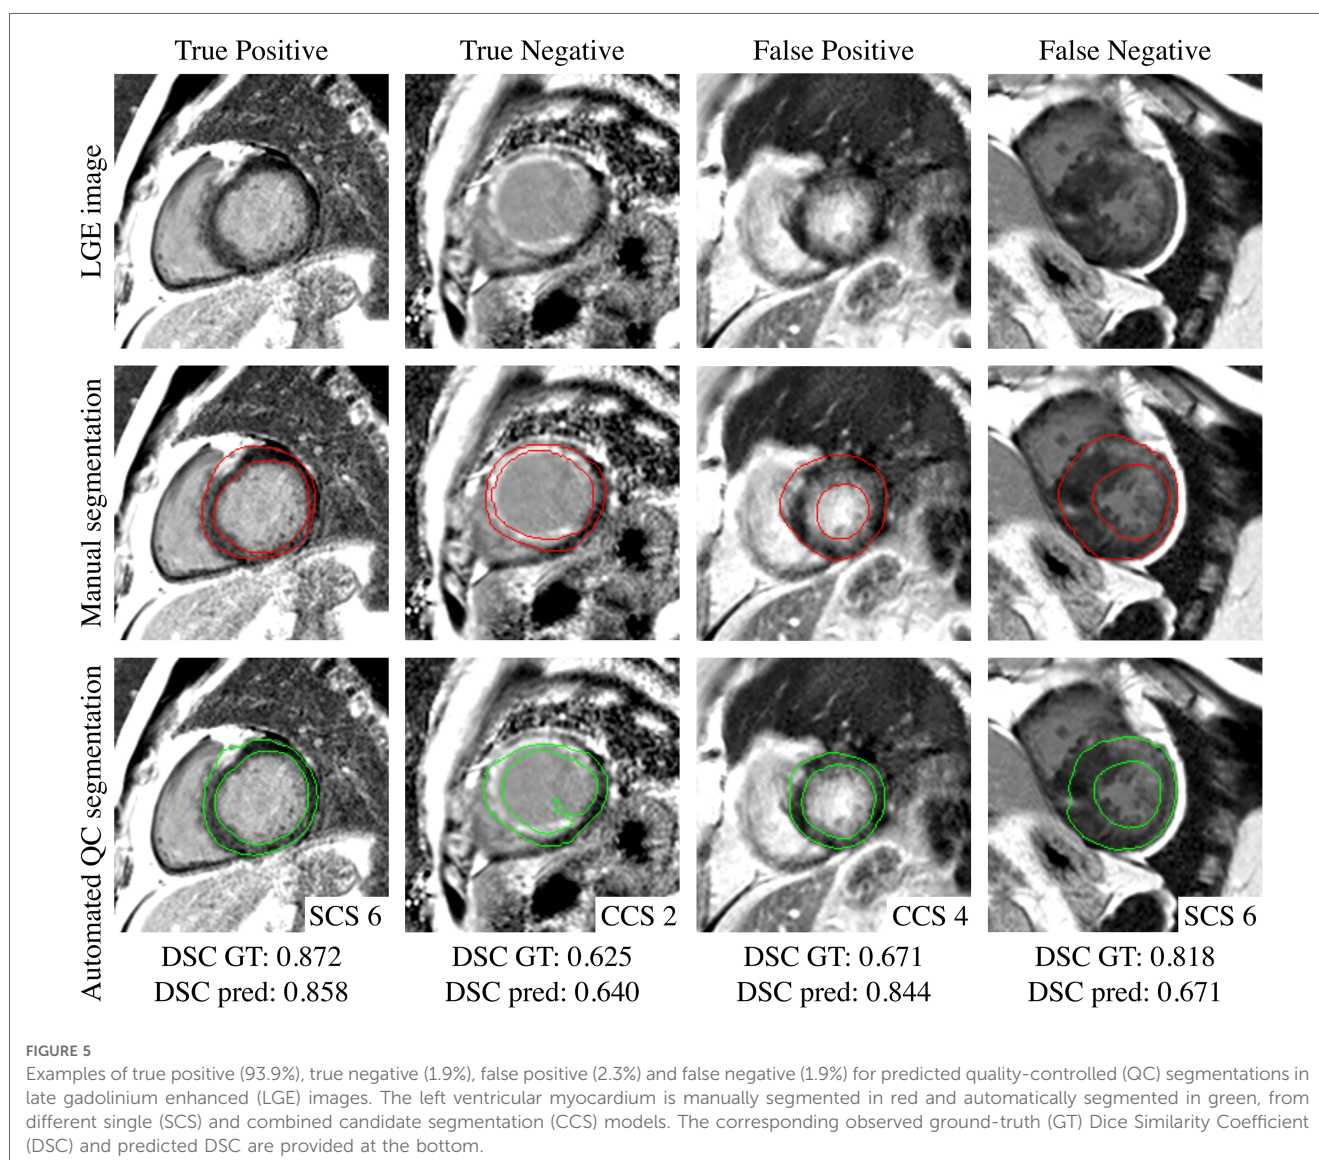 True Positive True Negative False Positive False Negative
LGE image
Manual segmentation
Automated QC segmentation
SCS 6 CCS 2 CCS 4 SCS 6
DSC GT: 0.872 DSC GT: 0.625 DSC GT: 0.671 DSC GT: 0.818
DSC pred: 0.858 DSC pred: 0.640 DSC pred: 0.844 DSC pred: 0.671
FIGURE 5
Examples of true positive (93.9%), true negative (1.9%), false positive (2.3%) and false negative (1.9%) for predicted quality-controlled (QC) segmentations in
late gadolinium enhanced (LGE) images. The left ventricular myocardium is manually segmented in red and automatically segmented in green, from
different single (SCS) and combined candidate segmentation (CCS) models. The corresponding observed ground-truth (GT) Dice Similarity Coefficient
(DSC) and predicted DSC are provided at the bottom.